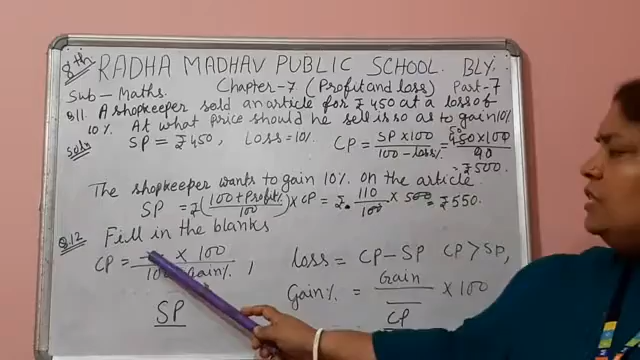 8th RADHA MADHAV PUBLIC SCHOOL. BLY.
Sub- Maths. Chapter-7 (Profit and loss) Part-7
Q.11. A shopkeeper sold an article for ₹450 at a loss of
10%. At what price should he sell is so as to gain 10%
Soln SP = ₹450, Loss = 10% CP = SP×100 / 100 - loss% = 450×100 / 90
= ₹500.
The shopkeeper wants to gain 10% on the article
SP = ₹(100+Profit% / 100) × CP = ₹ 110 / 100 × 500 = ₹550.
Q.12 Fill in the blanks
CP = — × 100 / 100 Gain%, loss = CP-SP CP>SP,
Gain% = Gain / — × 100
SP CP